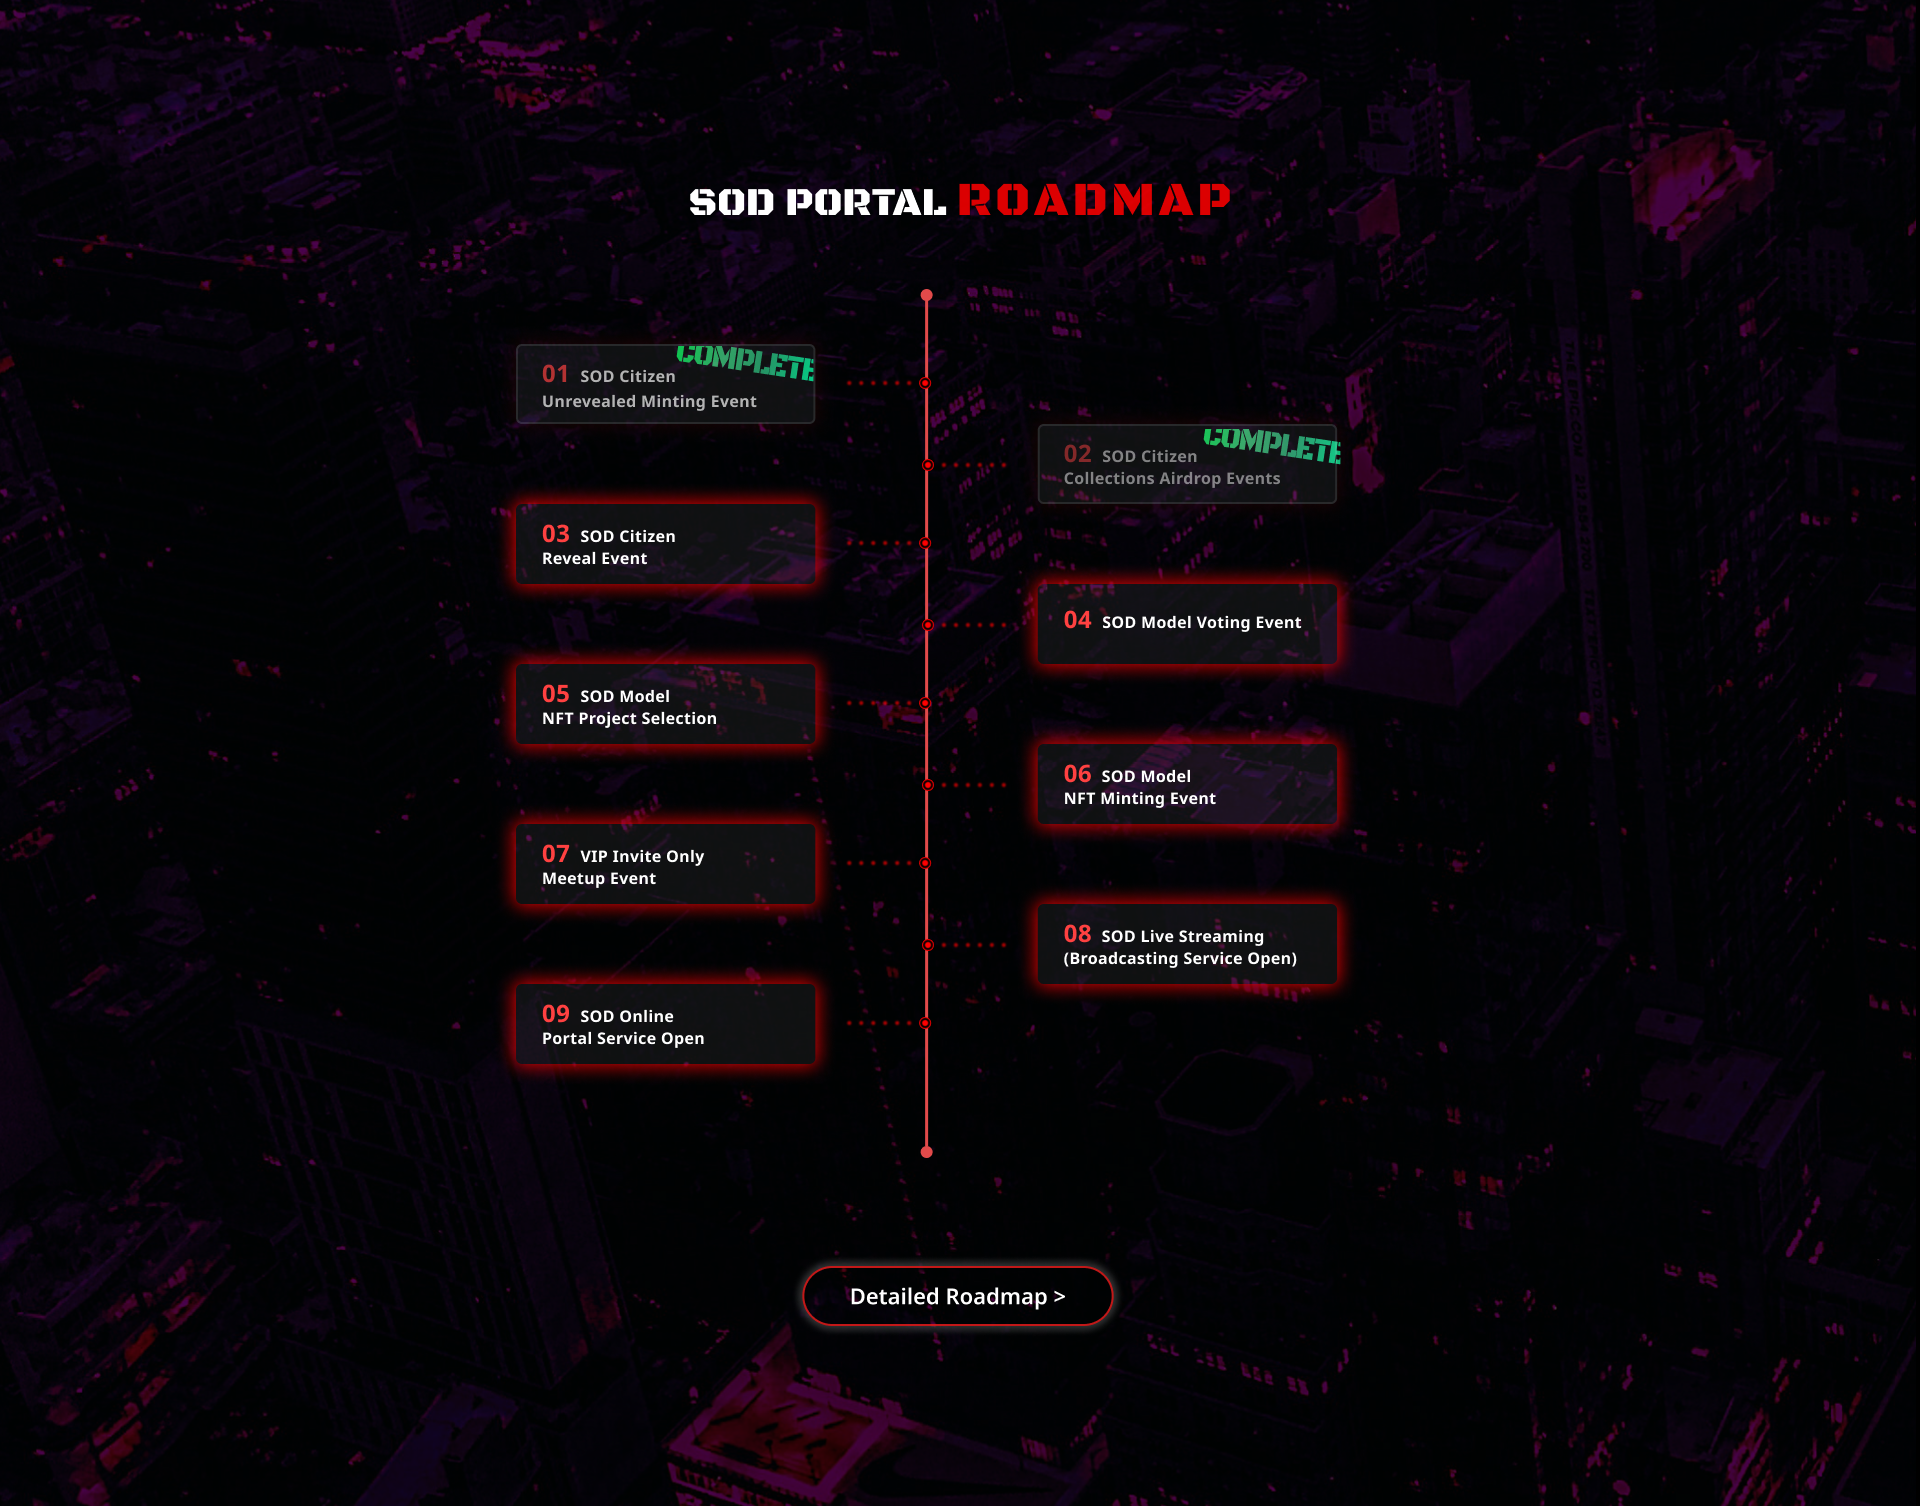 SOD PORTAL ROADMAP
COMPLETE
01 SOD Citizen
Unrevealed Minting Event
COMPLETE
02 SOD Citizen
Collections Airdrop Events
03 SOD Citizen
Reveal Event
04 SOD Model Voting Event
05 SOD Model
NFT Project Selection
06 SOD Model
NFT Minting Event
07 VIP Invite Only
Meetup Event
08 SOD Live Streaming
(Broadcasting Service Open)
09 SOD Online
Portal Service Open
Detailed Roadmap >